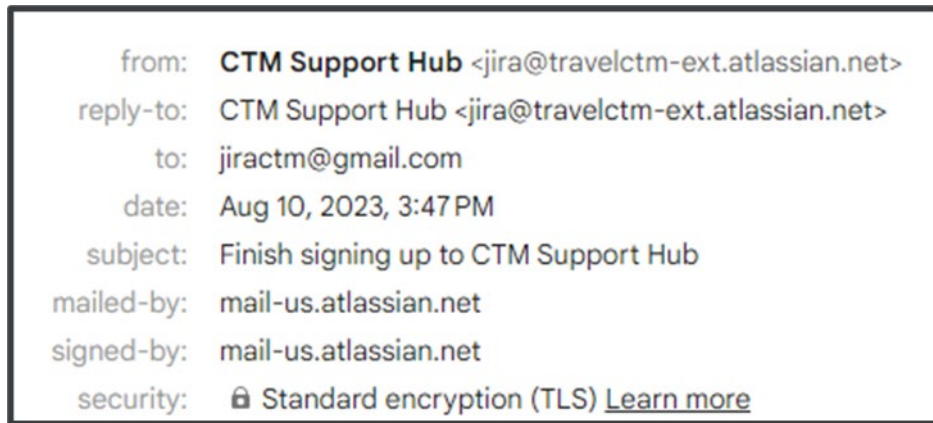 from: CTM Support Hub <jira@travelctm-ext.atlassian.net>
reply-to: CTM Support Hub <jira@travelctm-ext.atlassian.net>
to: jiractm@gmail.com
date: Aug 10, 2023, 3:47 PM
subject: Finish signing up to CTM Support Hub
mailed-by: mail-us.atlassian.net
signed-by: mail-us.atlassian.net
security: Standard encryption (TLS) Learn more